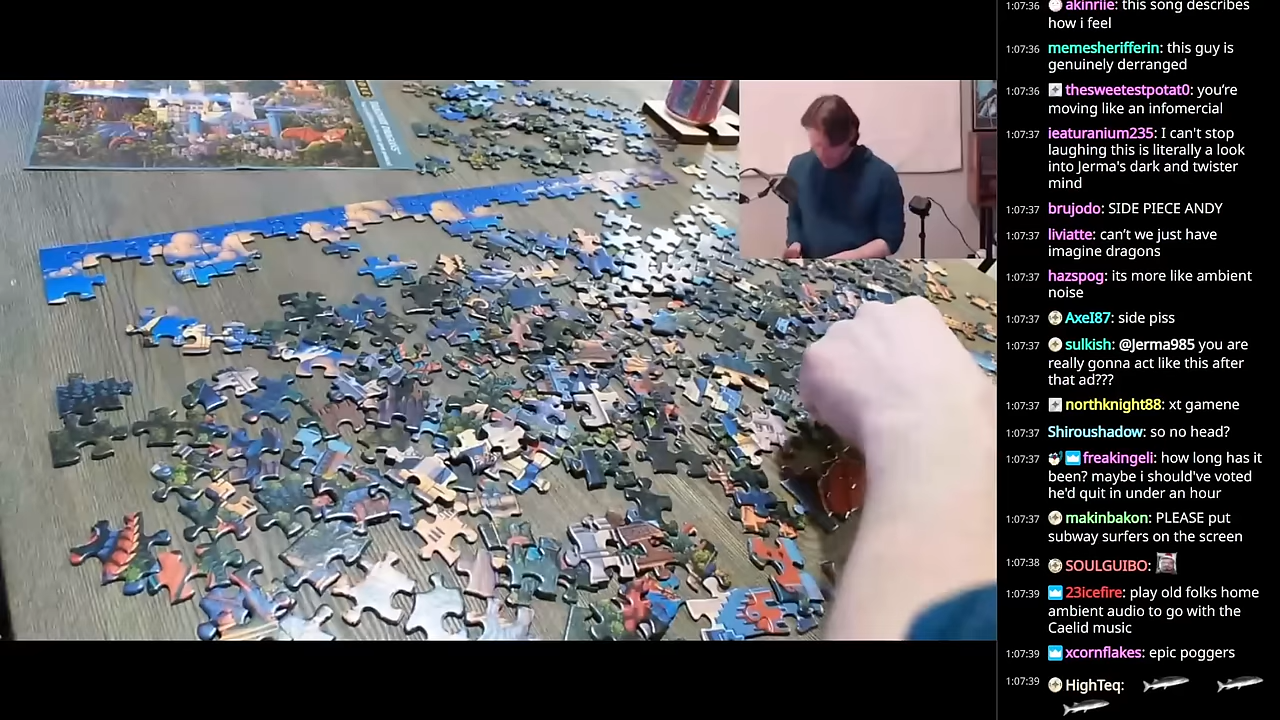 1:07:36 akinriie: this song describes
how i feel
1:07:36 memesherifferin: this guy is
genuinely derranged
1:07:36 thesweetestpotat0: you’re
moving like an infomercial
1:07:37 ieaturanium235: I can't stop
laughing this is literally a look
into Jerma's dark and twister
mind
1:07:37 brujodo: SIDE PIECE ANDY
1:07:37 liviatte: can’t we just have
imagine dragons
1:07:37 hazspog: its more like ambient
noise
1:07:37 AxeI87: side piss
1:07:37 sulkish: @Jerma985 you are
really gonna act like this after
that ad???
1:07:37 northknight88: xt gamene
1:07:37 Shiroushadow: so no head?
1:07:37 freakingeli: how long has it
been? maybe i should've voted
he'd quit in under an hour
1:07:37 makinbakon: PLEASE put
subway surfers on the screen
1:07:38 SOULGUIBO:
1:07:39 23icefire: play old folks home
ambient audio to go with the
Caelid music
1:07:39 xcornflakes: epic poggers
1:07:39 HighTeq: